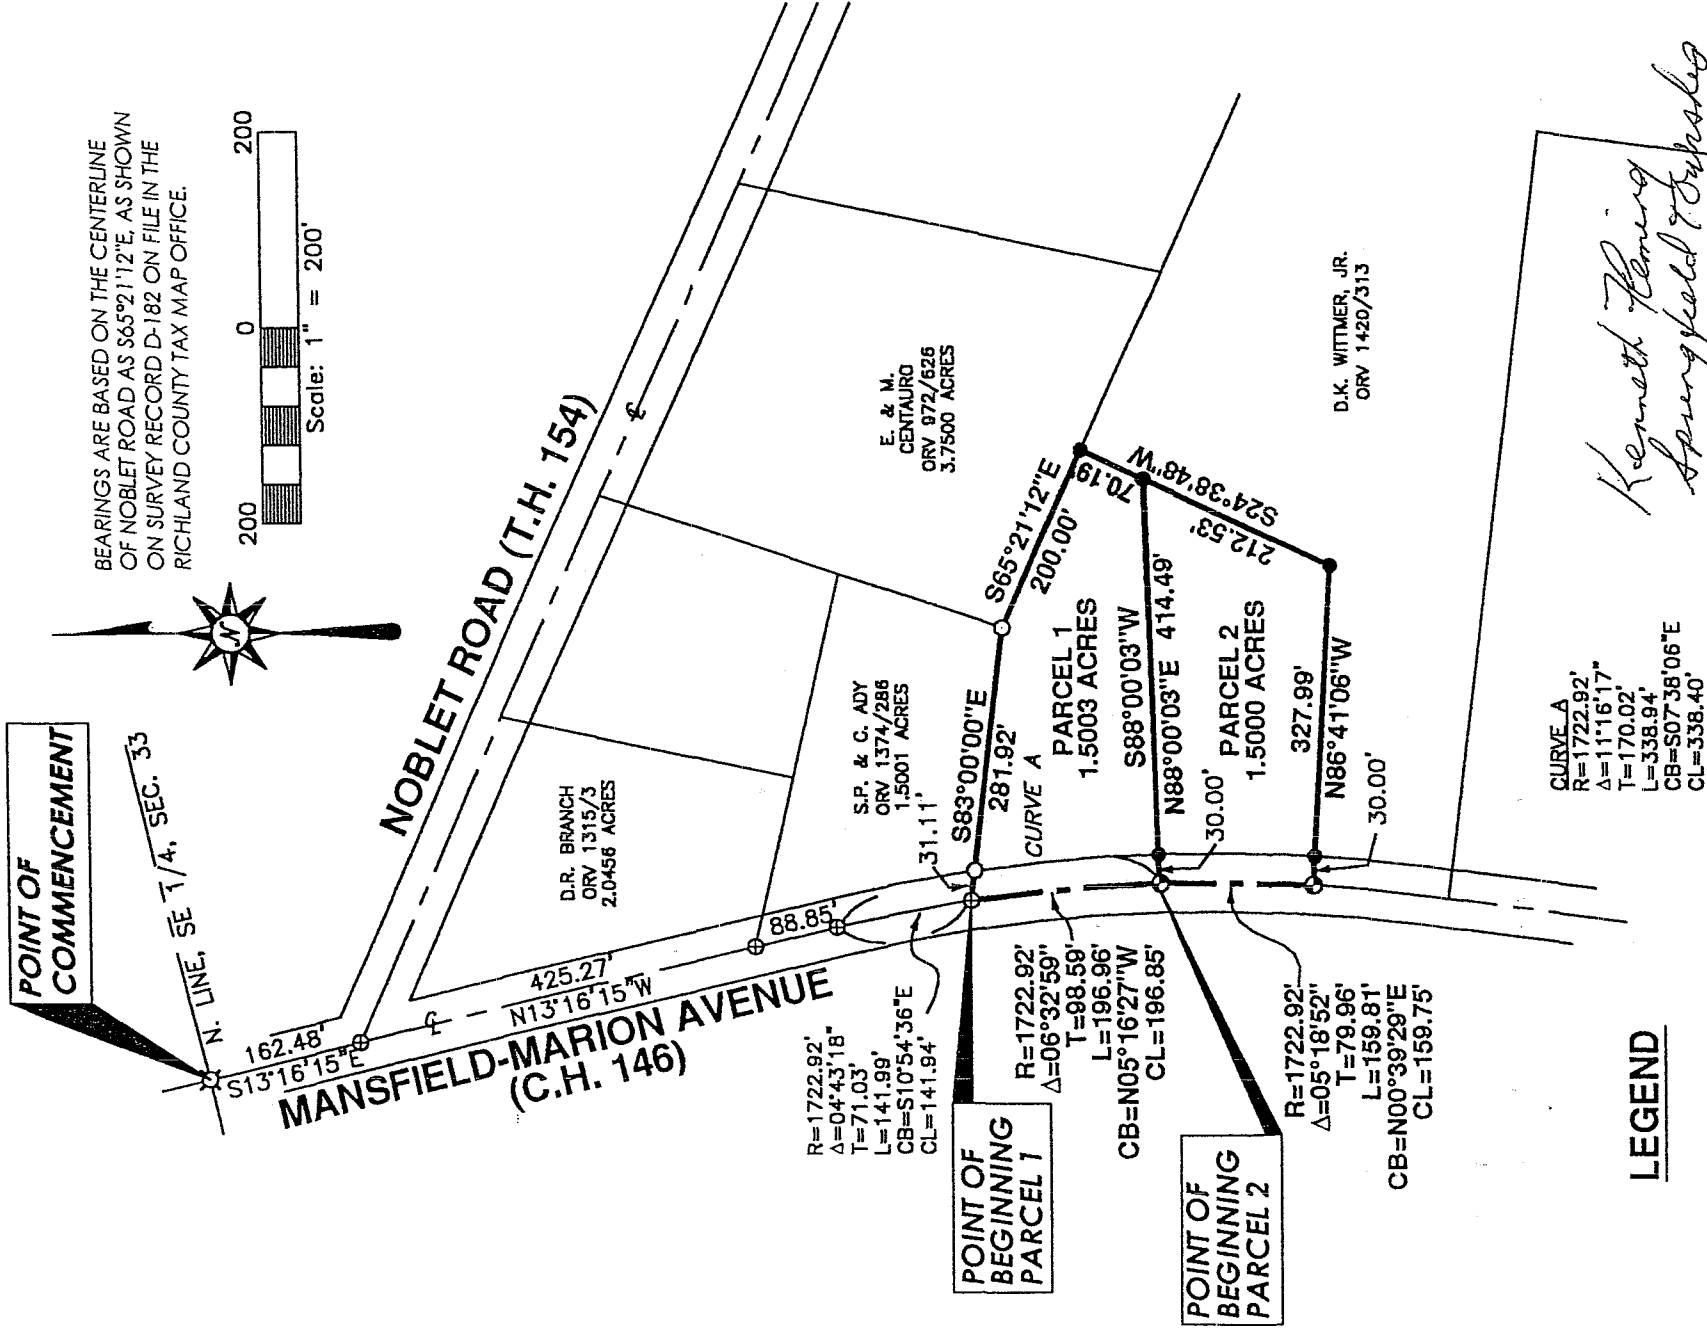 BEARINGS ARE BASED ON THE CENTERLINE
OF NOBLET ROAD AS S65°21'12"E, AS SHOWN
ON SURVEY RECORD D-182 ON FILE IN THE
RICHLAND COUNTY TAX MAP OFFICE.
200
0
200
Scale: 1" = 200'
N
POINT OF
COMMENCEMENT
N. LINE, SE 1/4, SEC. 33
162.48'
S13°16'15"E
NOBLET ROAD (T.H. 154)
425.27'
N13°16'15"W
MANSFIELD-MARION AVENUE
(C.H. 146)
88.85'
D.R. BRANCH
ORV 1315/3
2.0456 ACRES
S.P. & C. ADY
ORV 1374/286
1.5001 ACRES
E. & M.
CENTAURO
ORV 972/626
3.7500 ACRES
R=1722.92'
Δ=04°43'18"
T=71.03'
L=141.99'
CB=S10°54'36"E
CL=141.94'
31.11'
S83°00'00"E
281.92'
S65°21'12"E
200.00'
CURVE A
POINT OF
BEGINNING
PARCEL 1
PARCEL 1
1.5003 ACRES
70.19'
S24°38'48"W
212.53'
R=1722.92'
Δ=06°32'59"
T=98.59'
L=196.96'
CB=N05°16'27"W
CL=196.85'
S88°00'03"W
N88°00'03"E 414.49'
30.00'
POINT OF
BEGINNING
PARCEL 2
PARCEL 2
1.5000 ACRES
327.99'
N86°41'06"W
30.00'
R=1722.92'
Δ=05°18'52"
T=79.96'
L=159.81'
CB=N00°39'29"E
CL=159.75'
D.K. WITTMER, JR.
ORV 1420/313
CURVE A
R=1722.92'
Δ=11°16'17"
T=170.02'
L=338.94'
CB=S07°38'06"E
CL=338.40'
LEGEND
Kenneth Fleming
Springfield Township